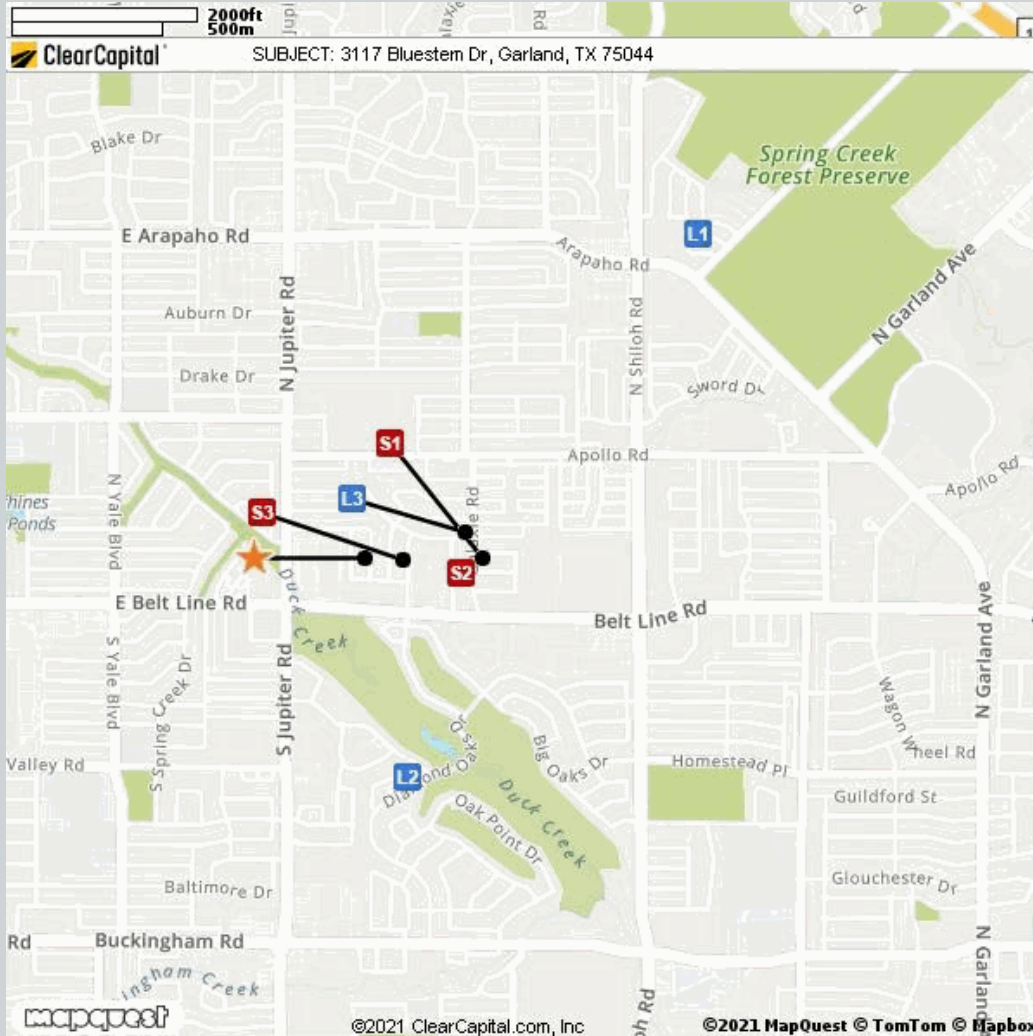 2000ft
500m
ClearCapital
SUBJECT: 3117 Bluestem Dr, Garland, TX 75044
Blake Dr
Spring Creek
Forest Preserve
L1
E Arapaho Rd
Arapaho Rd
N Jupiter Rd
Auburn Dr
N Shiloh Rd
N Garland Ave
Drake Dr
Sword Dr
S1
Apollo Rd
Apollo Rd
L3
S3
N Yale Blvd
Ponds
S2
Duck Creek
E Belt Line Rd
Belt Line Rd
S Yale Blvd
S Spring Creek Dr
S Jupiter Rd
N Garland Ave
Wagon Wheel Rd
Valley Rd
L2
Diamond Oaks Dr
Big Oaks Dr
Homestead Pl
Oak Point Dr
Duck Creek
Guildford St
Baltimore Dr
Glouchester Dr
Rd
Buckingham Rd
N Garland
ingham Creek
mapquest
©2021 ClearCapital.com, Inc
©2021 MapQuest © TomTom © Mapbox